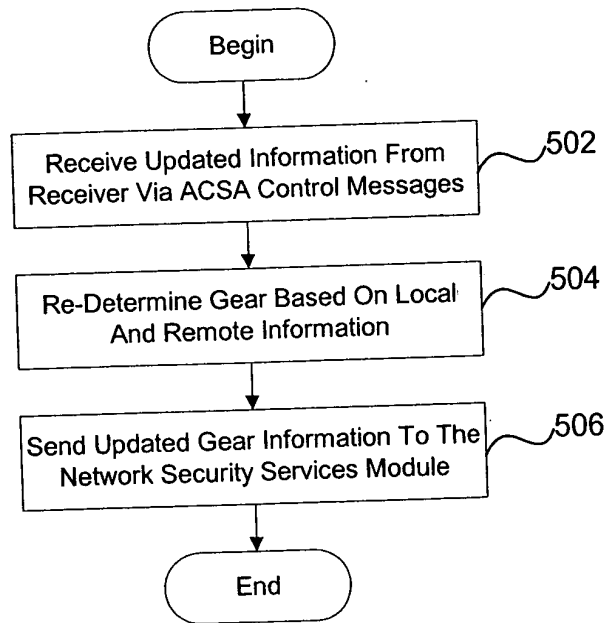 Begin
Receive Updated Information From
Receiver Via ACSA Control Messages
502
Re-Determine Gear Based On Local
And Remote Information
504
Send Updated Gear Information To The
Network Security Services Module
506
End